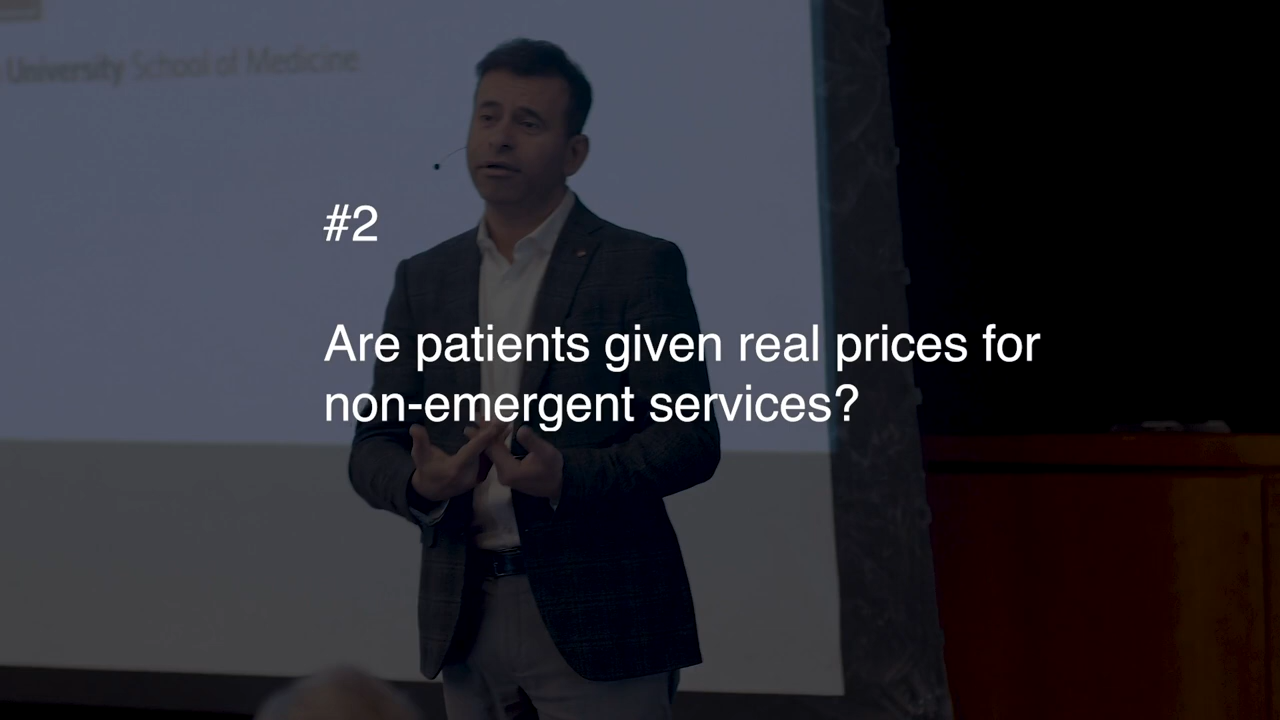 University School of Medicine
#2
Are patients given real prices for
non-emergent services?